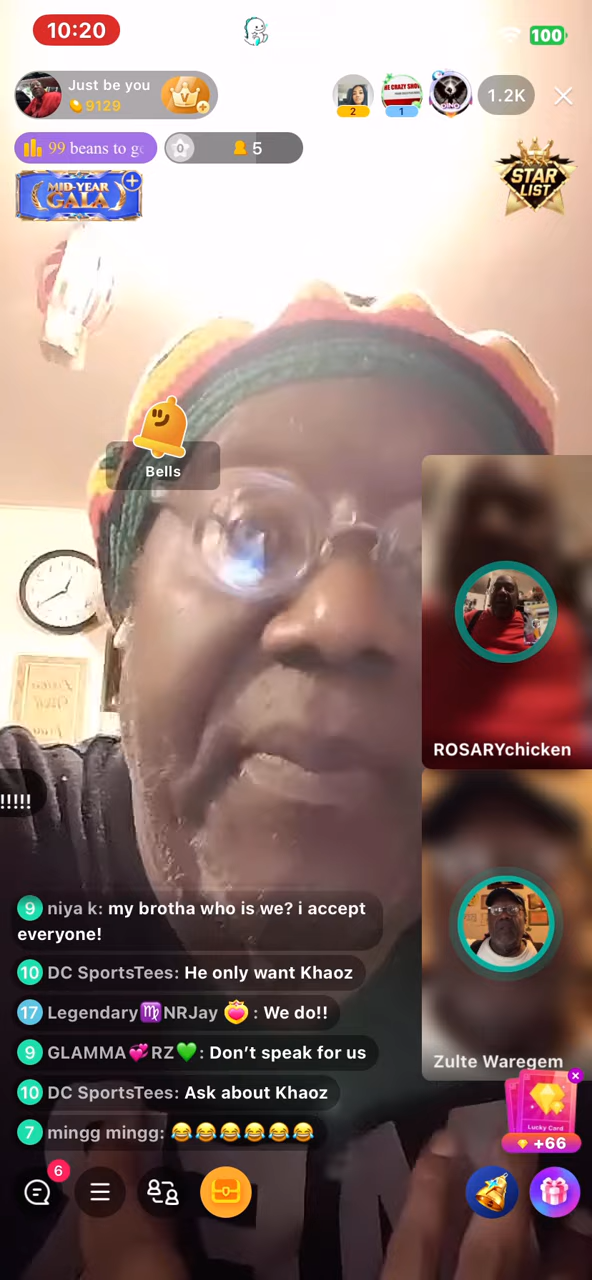 10:20
100
Just be you
9129
2
1
1.2K
99 beans to g
0
5
MID-YEAR
GALA
STAR
LIST
Bells
ROSARYchicken
!!!!!
9 niya k: my brotha who is we? i accept
everyone!
10 DC SportsTees: He only want Khaoz
17 Legendary♍NRJay : We do!!
9 GLAMMA💞RZ💚: Don’t speak for us
Zulte Waregem
10 DC SportsTees: Ask about Khaoz
Lucky Card
+66
7 mingg mingg: 😂😂😂😂😂😂
6